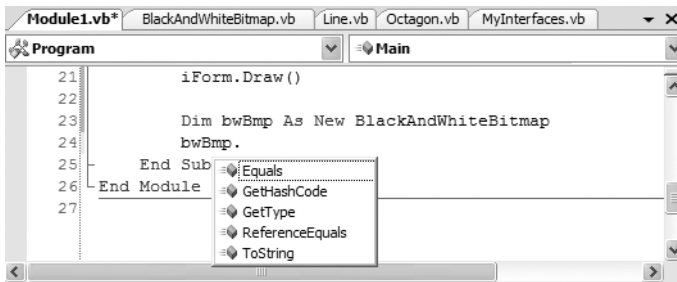 Module1.vb* BlackAndWhiteBitmap.vb Line.vb Octagon.vb MyInterfaces.vb
Program Main
21 iForm.Draw()
22
23 Dim bwBmp As New BlackAndWhiteBitmap
24 bwBmp.
25 End Sub
26 End Module
27
Equals
GetHashCode
GetType
ReferenceEquals
ToString